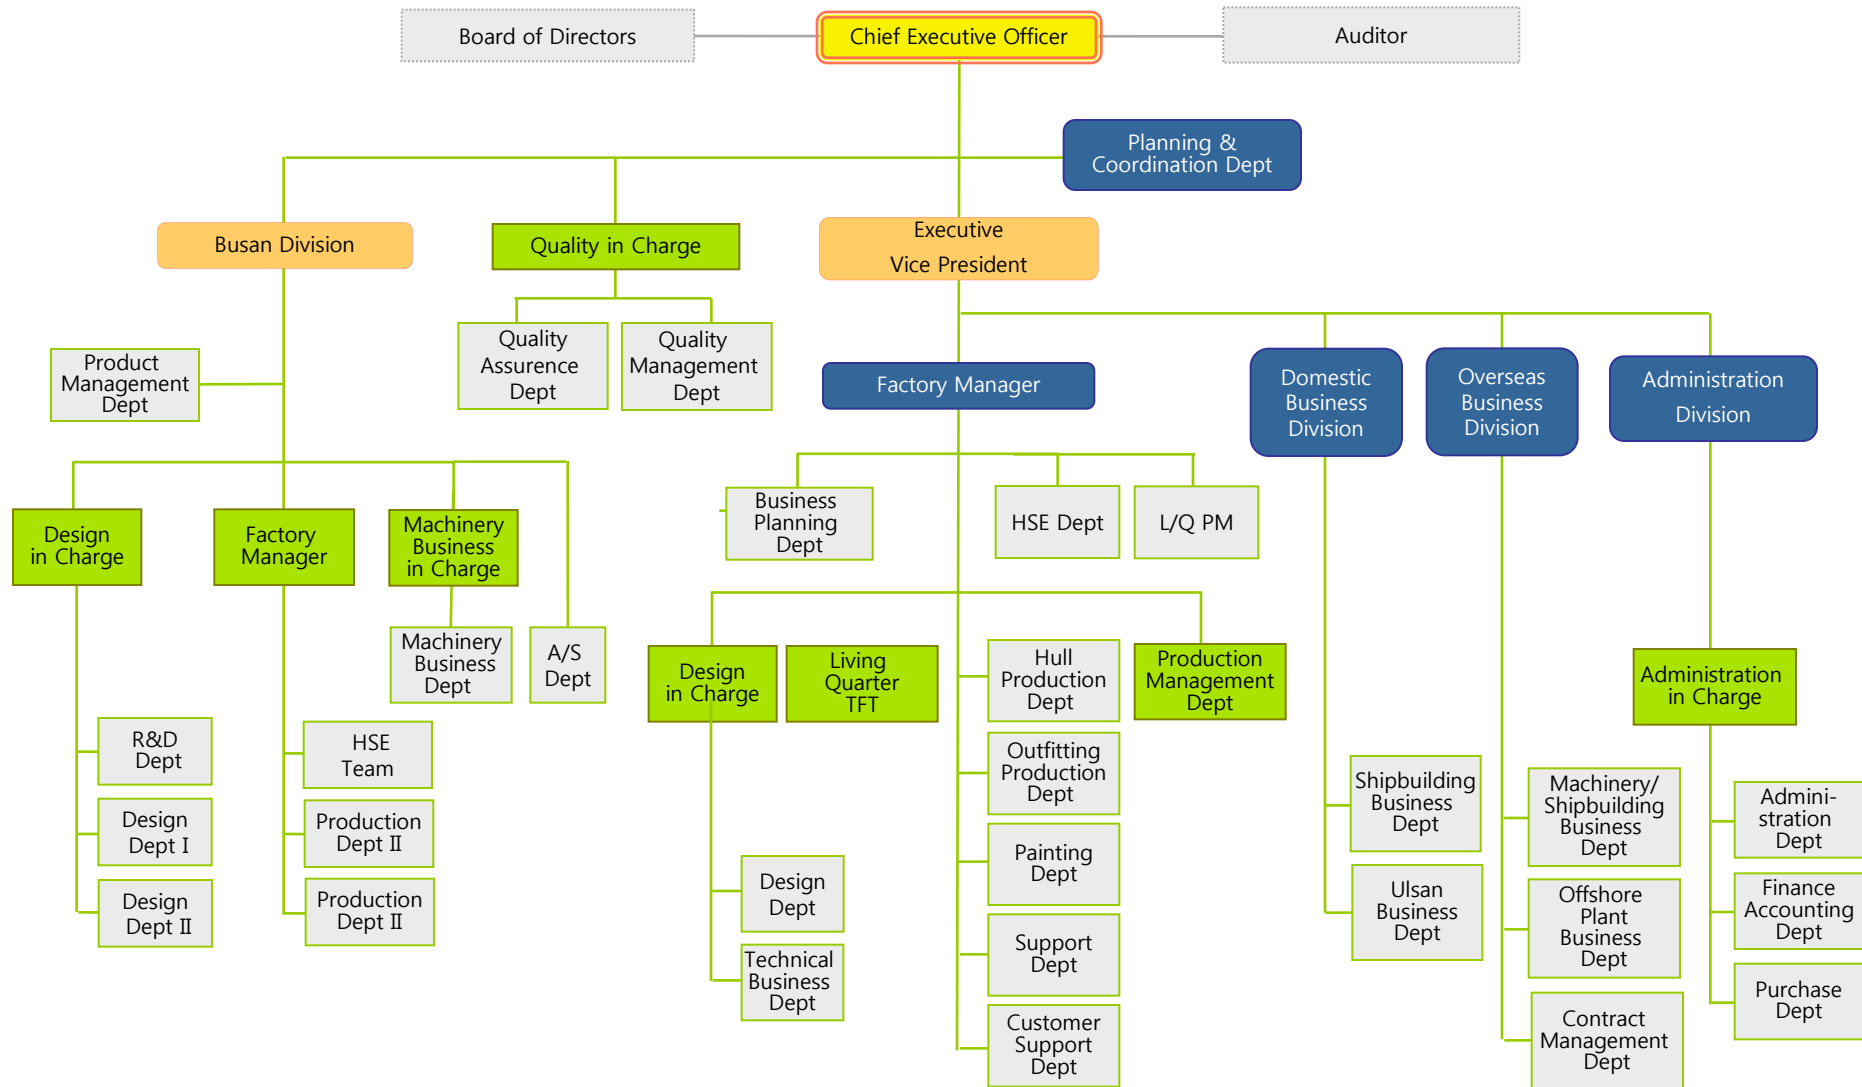 Board of Directors
Chief Executive Officer
Auditor
Planning &
Coordination Dept
Busan Division
Quality in Charge
Executive
Vice President
Quality
Assurence
Dept
Quality
Management
Dept
Product
Management
Dept
Factory Manager
Domestic
Business
Division
Overseas
Business
Division
Administration
Division
Business
Planning
Dept
HSE Dept
L/Q PM
Design
in Charge
Factory
Manager
Machinery
Business
in Charge
Machinery
Business
Dept
A/S
Dept
Design
in Charge
Living
Quarter
TFT
Hull
Production
Dept
Production
Management
Dept
Administration
in Charge
R&D
Dept
HSE
Team
Outfitting
Production
Dept
Shipbuilding
Business
Dept
Machinery/
Shipbuilding
Business
Dept
Admini-
stration
Dept
Design
Dept I
Production
Dept II
Painting
Dept
Design
Dept
Ulsan
Business
Dept
Offshore
Plant
Business
Dept
Finance
Accounting
Dept
Design
Dept II
Production
Dept II
Support
Dept
Technical
Business
Dept
Purchase
Dept
Customer
Support
Dept
Contract
Management
Dept